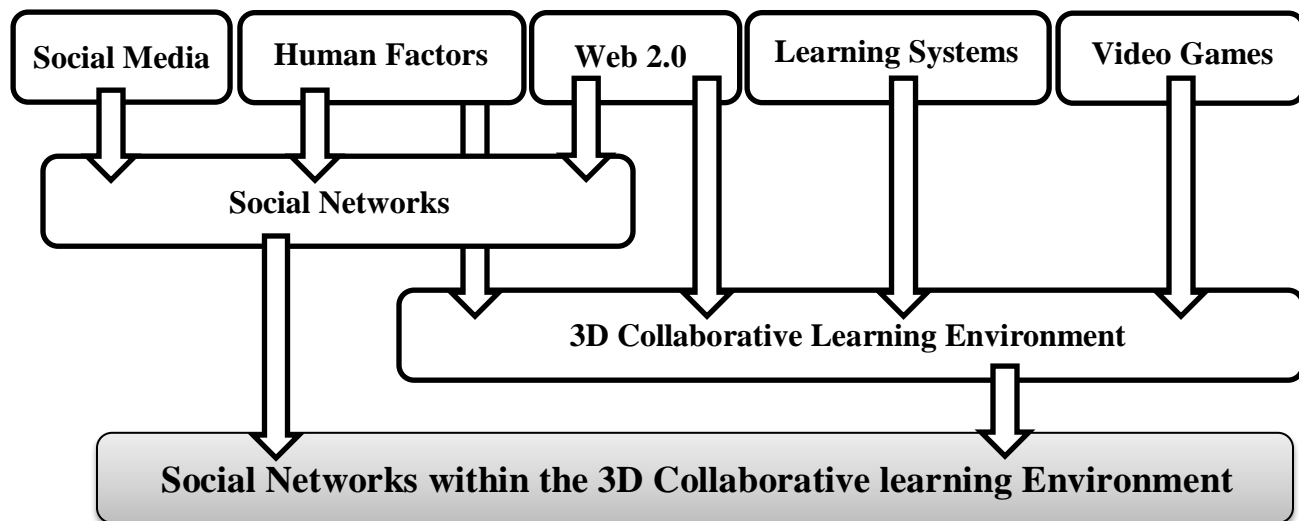 Social Media
Human Factors
Web 2.0
Learning Systems
Video Games
Social Networks
3D Collaborative Learning Environment
Social Networks within the 3D Collaborative learning Environment